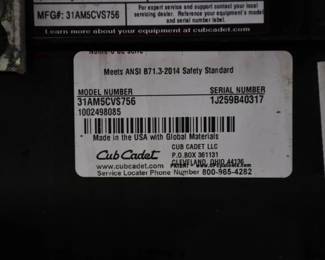 For expert service and support contact your local
MFG#: 31AM5CVS756 servicing dealer. Reference your equipment's model
and serial number label.
Learn more about your equipment at cubcadet.com
Meets ANSI B71.3-2014 Safety Standard
MODEL NUMBER SERIAL NUMBER
31AM5CVS756 1J259B40317
1002498085
Made in the USA with Global Materials
Cub Cadet CUB CADET LLC
P.O.BOX 361131
www.cubcadet.com CLEVELAND, OHIO 44136
Service Locater Phone Number 800-965-4282